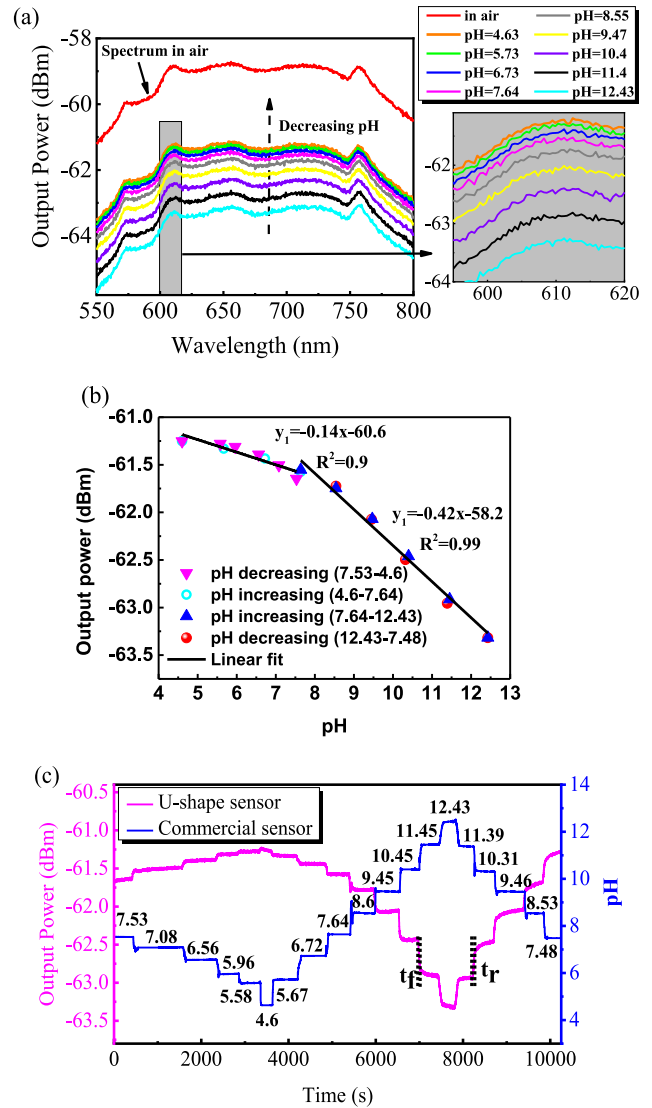 (a)
Output Power (dBm)
-58
-60
-62
-64
Spectrum in air
Decreasing pH
550 600 650 700 750 800
Wavelength (nm)
in air
pH=4.63
pH=5.73
pH=6.73
pH=7.64
pH=8.55
pH=9.47
pH=10.4
pH=11.4
pH=12.43
-62
-63
-64
600 610 620
(b)
Output power (dBm)
-61.0
-61.5
-62.0
-62.5
-63.0
-63.5
y₁=-0.14x-60.6
R²=0.9
y₁=-0.42x-58.2
R²=0.99
pH decreasing (7.53-4.6)
pH increasing (4.6-7.64)
pH increasing (7.64-12.43)
pH decreasing (12.43-7.48)
Linear fit
4 5 6 7 8 9 10 11 12 13
pH
(c)
Output Power (dBm)
-60.5
-61.0
-61.5
-62.0
-62.5
-63.0
-63.5
U-shape sensor
Commercial sensor
7.53
7.08
6.56
5.96
5.58
4.6
5.67
6.72
7.64
8.6
9.45
10.45
11.45
12.43
11.39
10.31
9.46
8.53
7.48
t_f
t_r
14
12
10
8
6
4
pH
0 2000 4000 6000 8000 10000
Time (s)